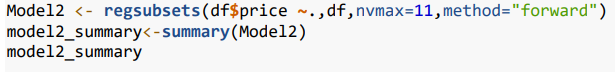 Model2 <- regsubsets(df$price ~.,df,nvmax=11,method="forward")
model2_summary<-summary(Model2)
model2_summary